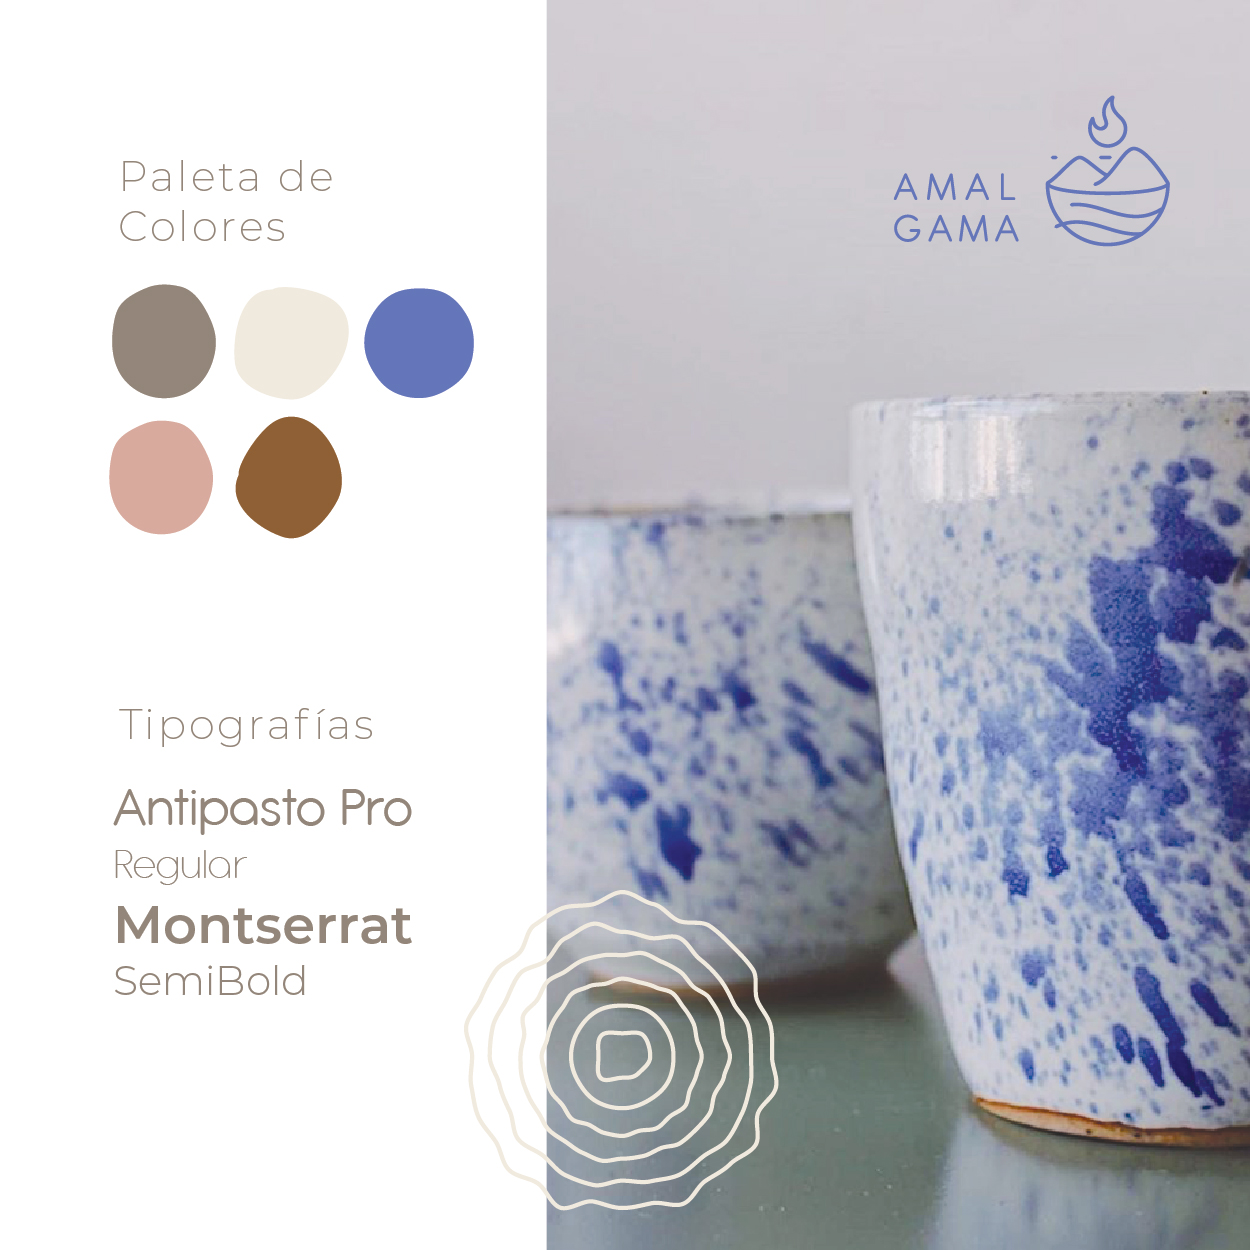 Paleta de
Colores
Tipografías
Antipasto Pro
Regular
Montserrat
SemiBold
AMAL
GAMA